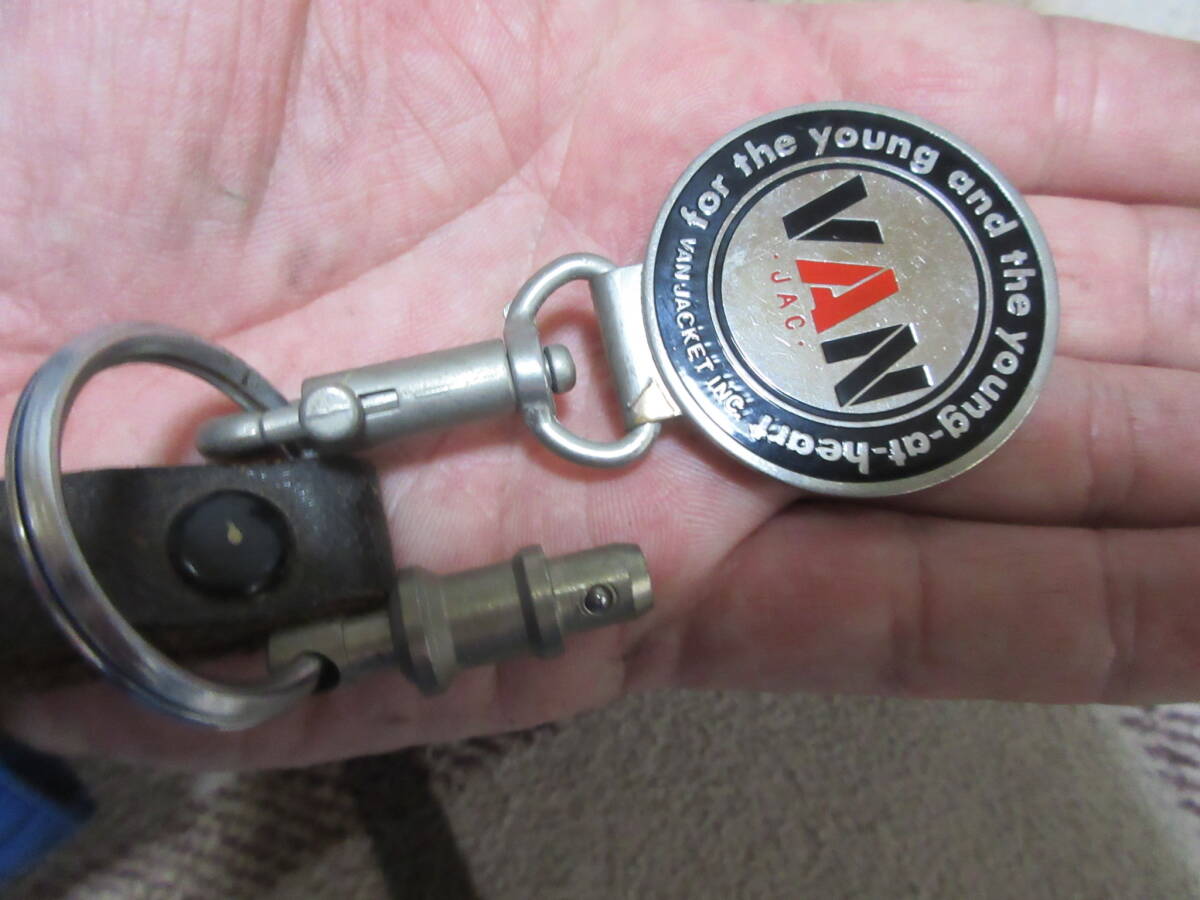 for the young and the young-at-heart
VAN
·JAC·
VAN JACKET INC.